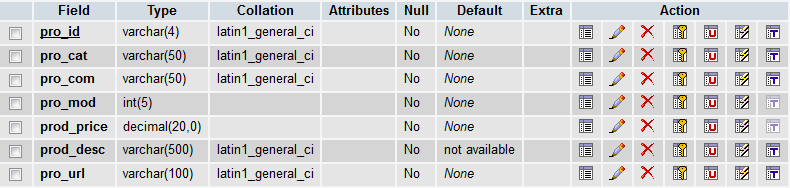 Field Type Collation Attributes Null Default Extra Action
pro_id varchar(4) latin1_general_ci No None
pro_cat varchar(50) latin1_general_ci No None
pro_com varchar(50) latin1_general_ci No None
pro_mod int(5) No None
prod_price decimal(20,0) No None
prod_desc varchar(500) latin1_general_ci No not available
pro_url varchar(100) latin1_general_ci No None